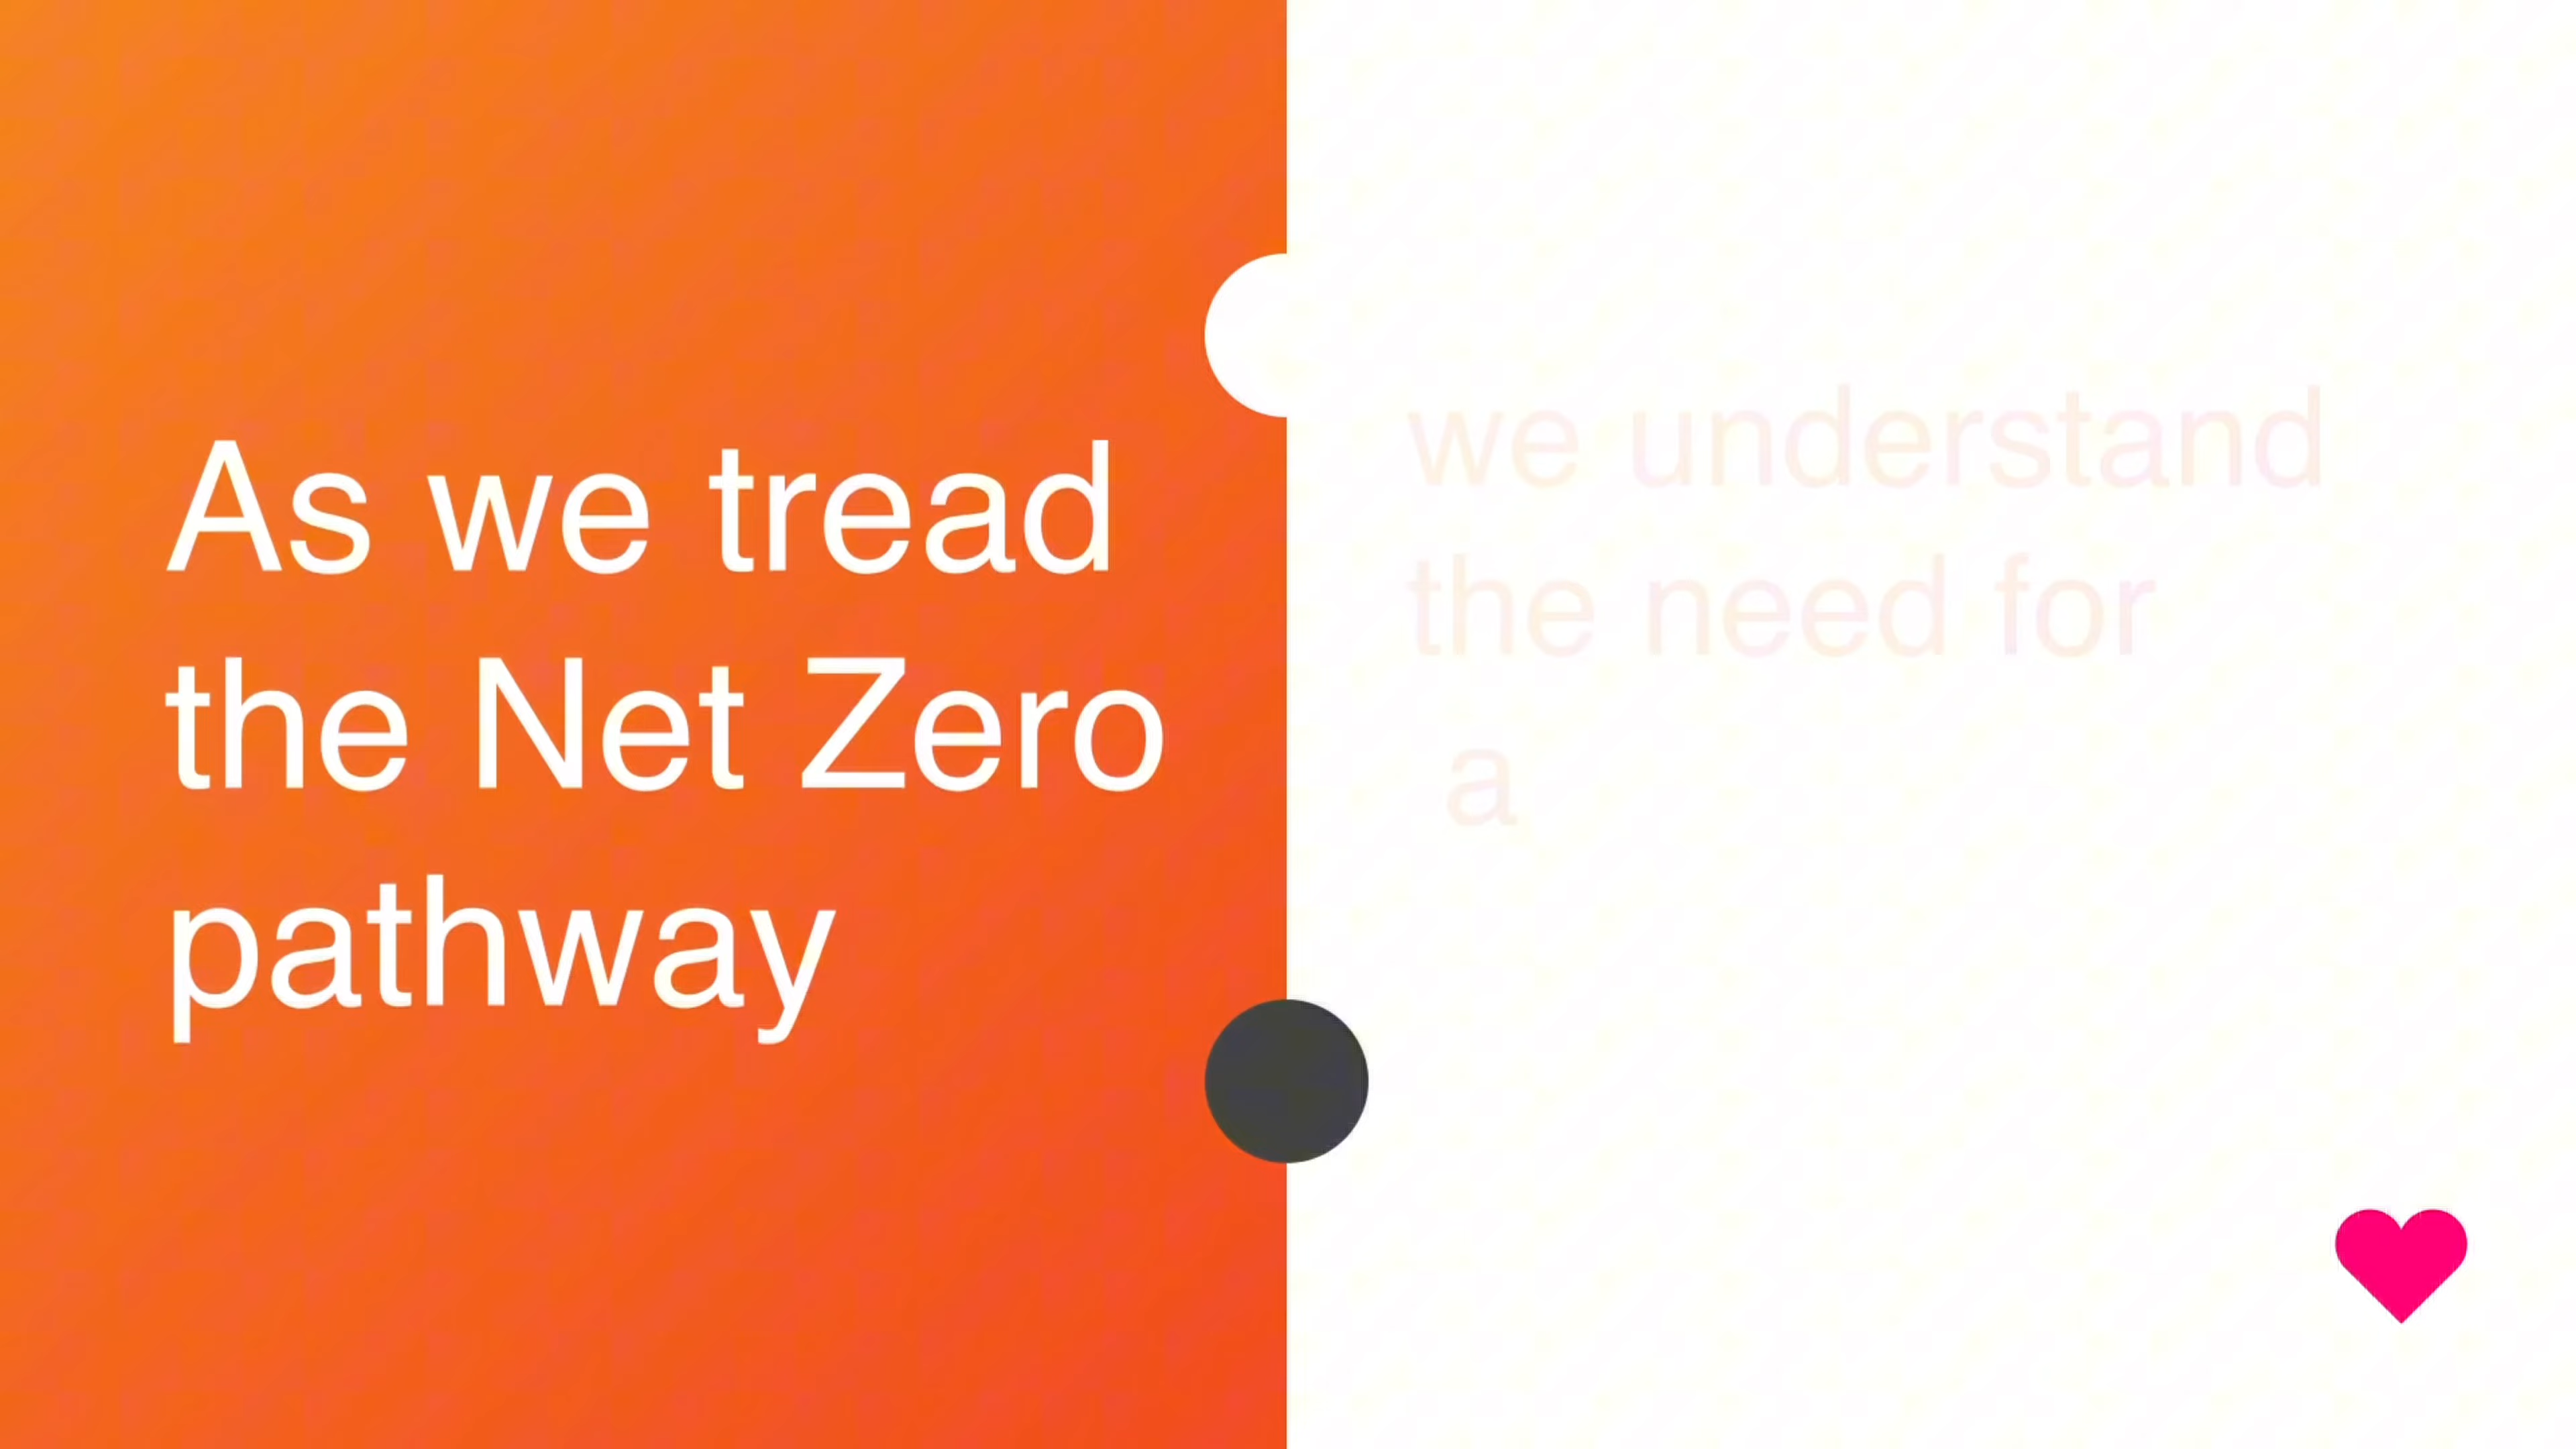 As we tread
the Net Zero
pathway
we understand
the need for
a